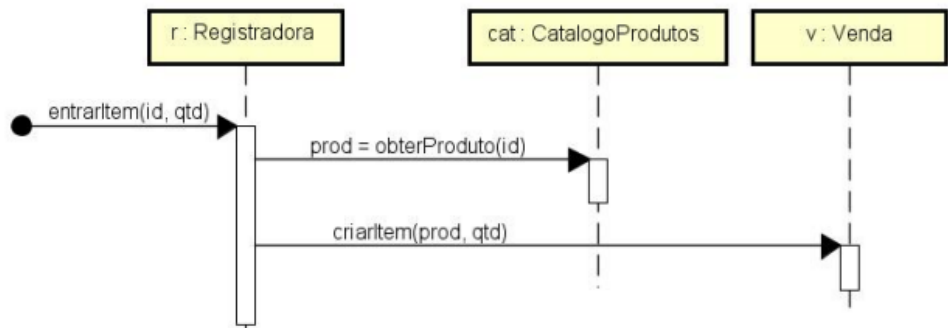 r : Registradora
cat : CatalogoProdutos
v : Venda
entrarItem(id, qtd)
prod = obterProduto(id)
criarItem(prod, qtd)